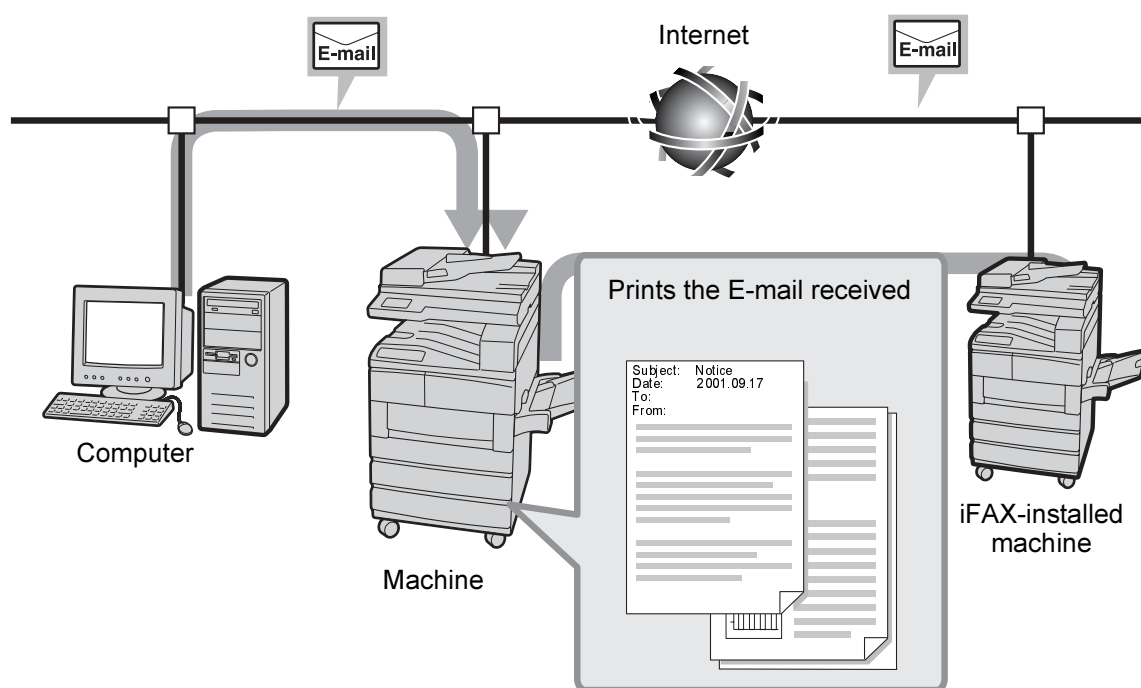 E-mail
Internet
E-mail
Prints the E-mail received
Subject: Notice
Date: 2001.09.17
To:
From:
Computer
Machine
iFAX-installed
machine